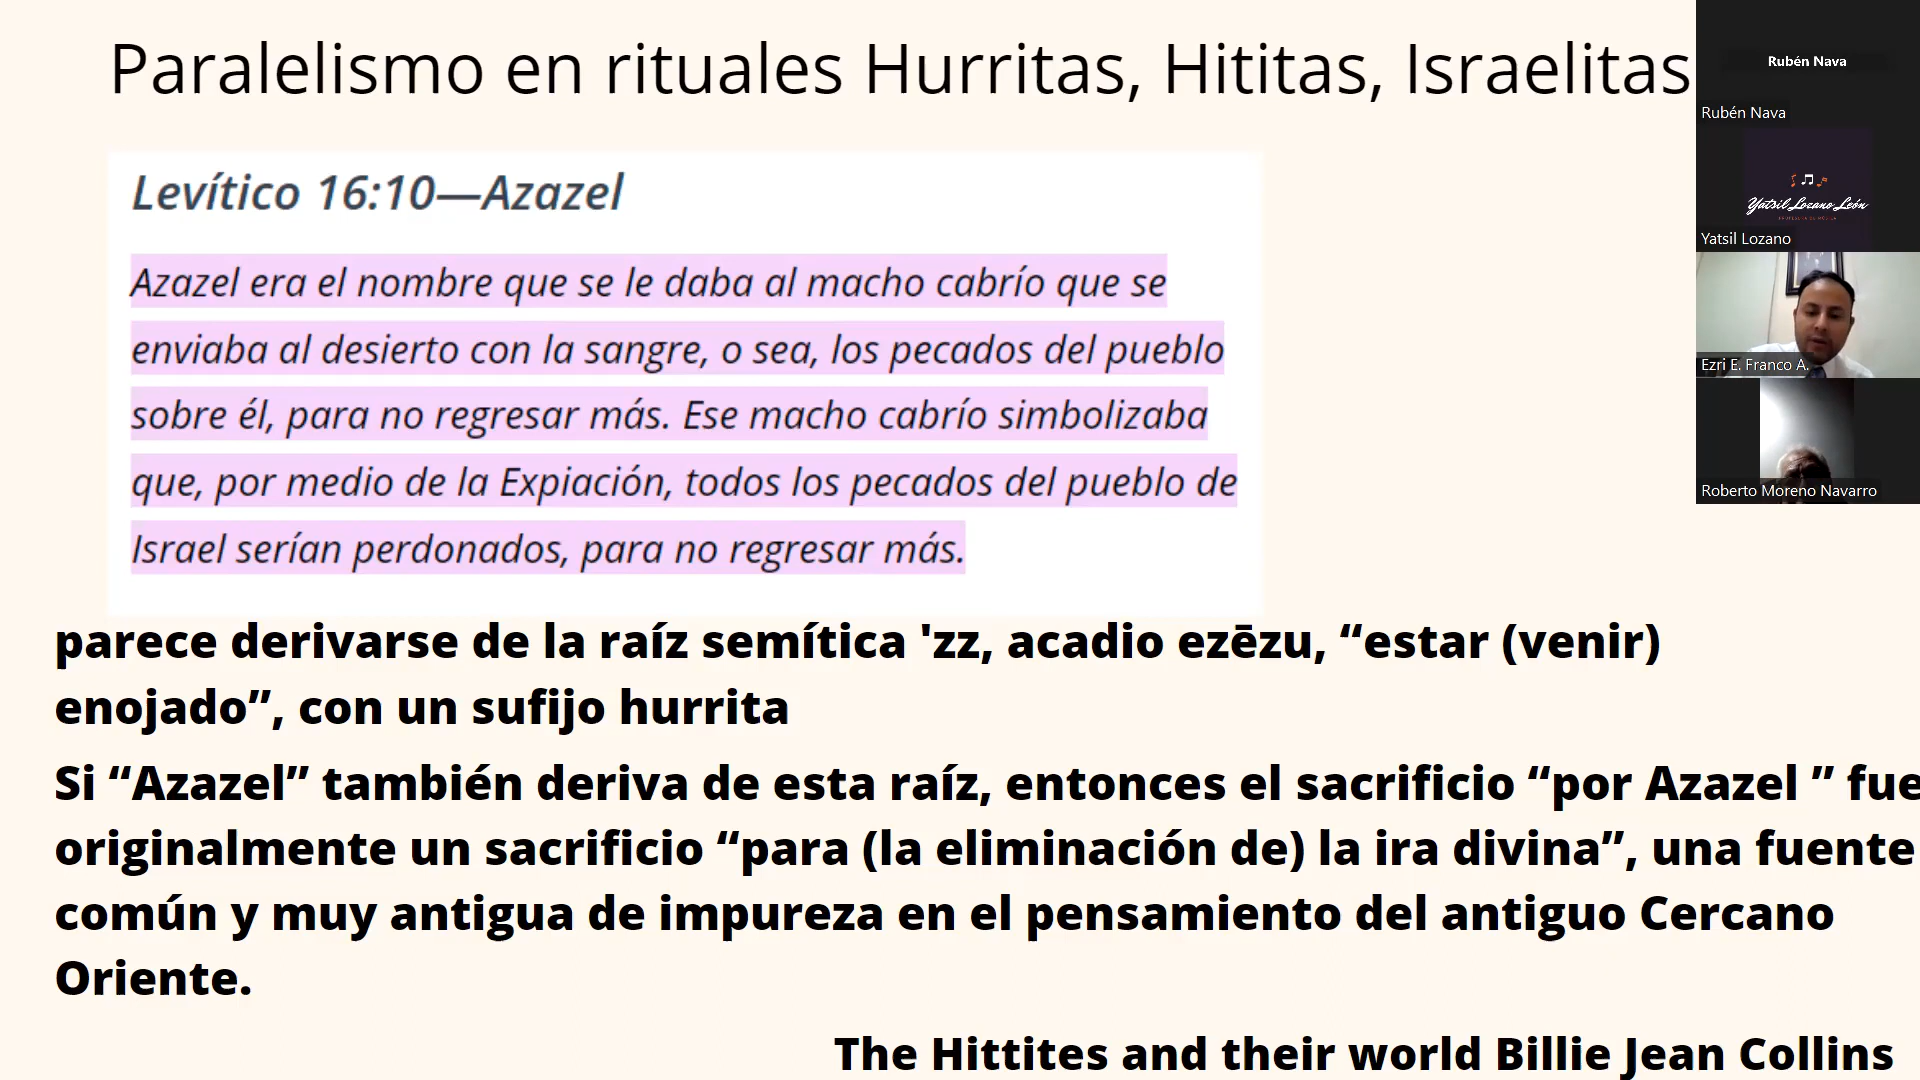 Paralelismo en rituales Hurritas, Hititas, Israelitas
Levítico 16:10—Azazel
Azazel era el nombre que se le daba al macho cabrío que se
enviaba al desierto con la sangre, o sea, los pecados del pueblo
sobre él, para no regresar más. Ese macho cabrío simbolizaba
que, por medio de la Expiación, todos los pecados del pueblo de
Israel serían perdonados, para no regresar más.
parece derivarse de la raíz semítica 'zz, acadio ezēzu, “estar (venir)
enojado”, con un sufijo hurrita
Si “Azazel” también deriva de esta raíz, entonces el sacrificio “por Azazel ” fue
originalmente un sacrificio “para (la eliminación de) la ira divina”, una fuente
común y muy antigua de impureza en el pensamiento del antiguo Cercano
Oriente.
The Hittites and their world Billie Jean Collins
Rubén Nava
Rubén Nava
Yatsil Lozano León
Yatsil Lozano
Ezri E. Franco A.
Roberto Moreno Navarro